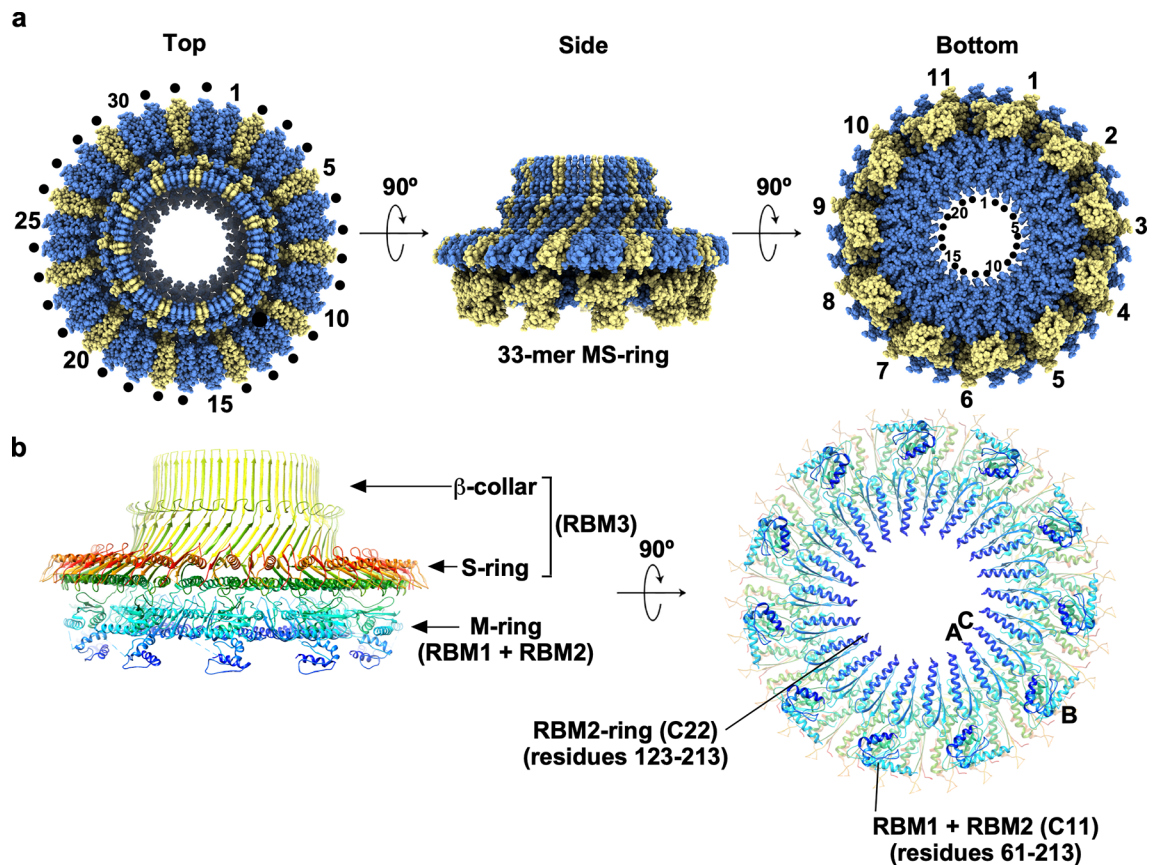 a
Top
Side
Bottom
30
1
5
10
15
20
25
90º
33-mer MS-ring
90º
11
1
2
3
4
5
6
7
8
9
10
1
5
10
15
20
b
β-collar
(RBM3)
S-ring
M-ring
(RBM1 + RBM2)
90º
A
C
B
RBM2-ring (C22)
(residues 123-213)
RBM1 + RBM2 (C11)
(residues 61-213)